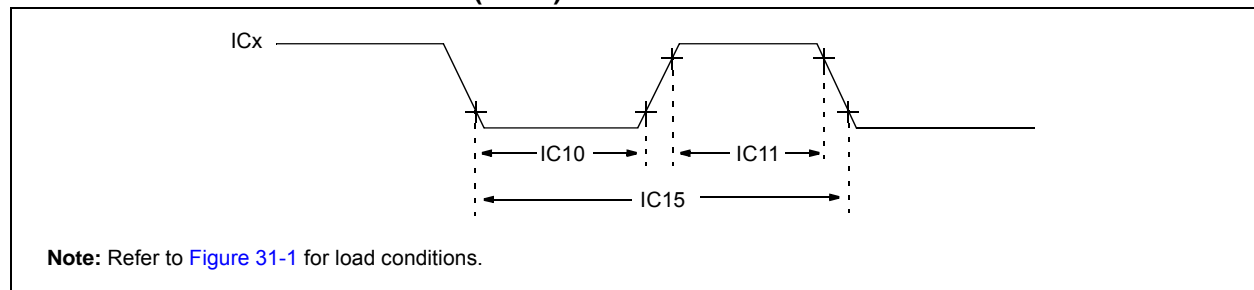 ICx
IC10
IC11
IC15
Note: Refer to Figure 31-1 for load conditions.